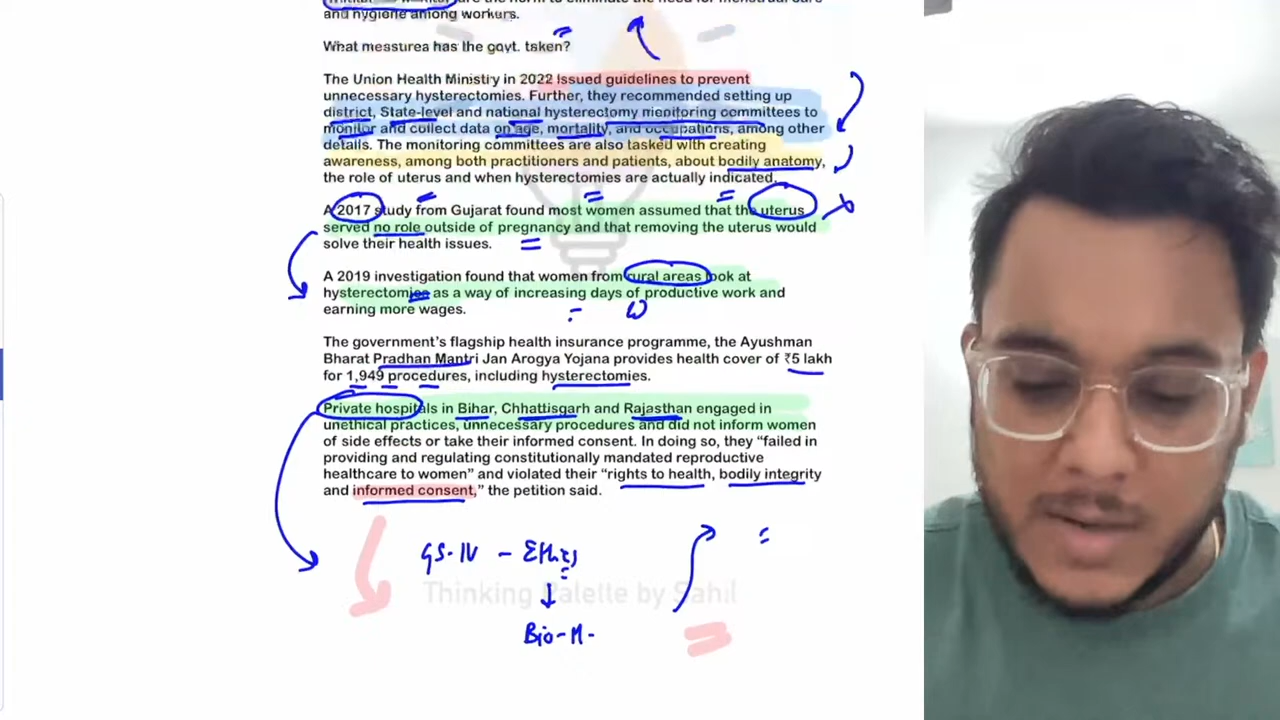 and hygiene among workers.
What measurea has the govt. taken?
The Union Health Ministry in 2022 issued guidelines to prevent
unnecessary hysterectomies. Further, they recommended setting up
district, State-level and national hysterectomy monitoring committees to
monitor and collect data on age, mortality, and occupations, among other
details. The monitoring committees are also tasked with creating
awareness, among both practitioners and patients, about bodily anatomy,
the role of uterus and when hysterectomies are actually indicated.
A 2017 study from Gujarat found most women assumed that the uterus
served no role outside of pregnancy and that removing the uterus would
solve their health issues.
A 2019 investigation found that women from rural areas look at
hysterectomies as a way of increasing days of productive work and
earning more wages.
The government's flagship health insurance programme, the Ayushman
Bharat Pradhan Mantri Jan Arogya Yojana provides health cover of ₹5 lakh
for 1,949 procedures, including hysterectomies.
Private hospitals in Bihar, Chhattisgarh and Rajasthan engaged in
unethical practices, unnecessary procedures and did not inform women
of side effects or take their informed consent. In doing so, they "failed in
providing and regulating constitutionally mandated reproductive
healthcare to women" and violated their "rights to health, bodily integrity
and informed consent," the petition said.
GS-IV - Ethics
Thinking Palette by Sahil
Bio-M-